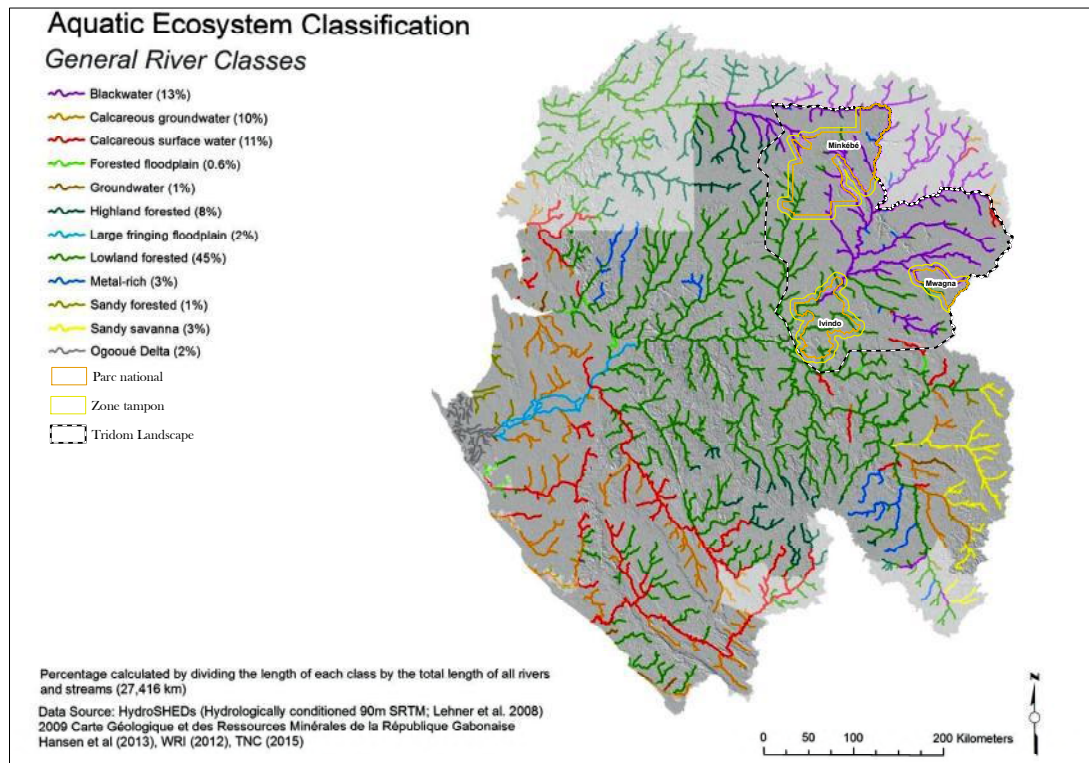 Aquatic Ecosystem Classification
General River Classes
Blackwater (13%)
Calcareous groundwater (10%)
Calcareous surface water (11%)
Forested floodplain (0.6%)
Groundwater (1%)
Highland forested (8%)
Large fringing floodplain (2%)
Lowland forested (45%)
Metal-rich (3%)
Sandy forested (1%)
Sandy savanna (3%)
Ogooué Delta (2%)
Parc national
Zone tampon
Tridom Landscape
Minkébé
Mwagna
Ivindo
Percentage calculated by dividing the length of each class by the total length of all rivers
and streams (27,416 km)
Data Source: HydroSHEDs (Hydrologically conditioned 90m SRTM; Lehner et al. 2008)
2009 Carte Géologique et des Ressources Minérales de la République Gabonaise
Hansen et al (2013), WRI (2012), TNC (2015)
N
0 50 100 200 Kilometers